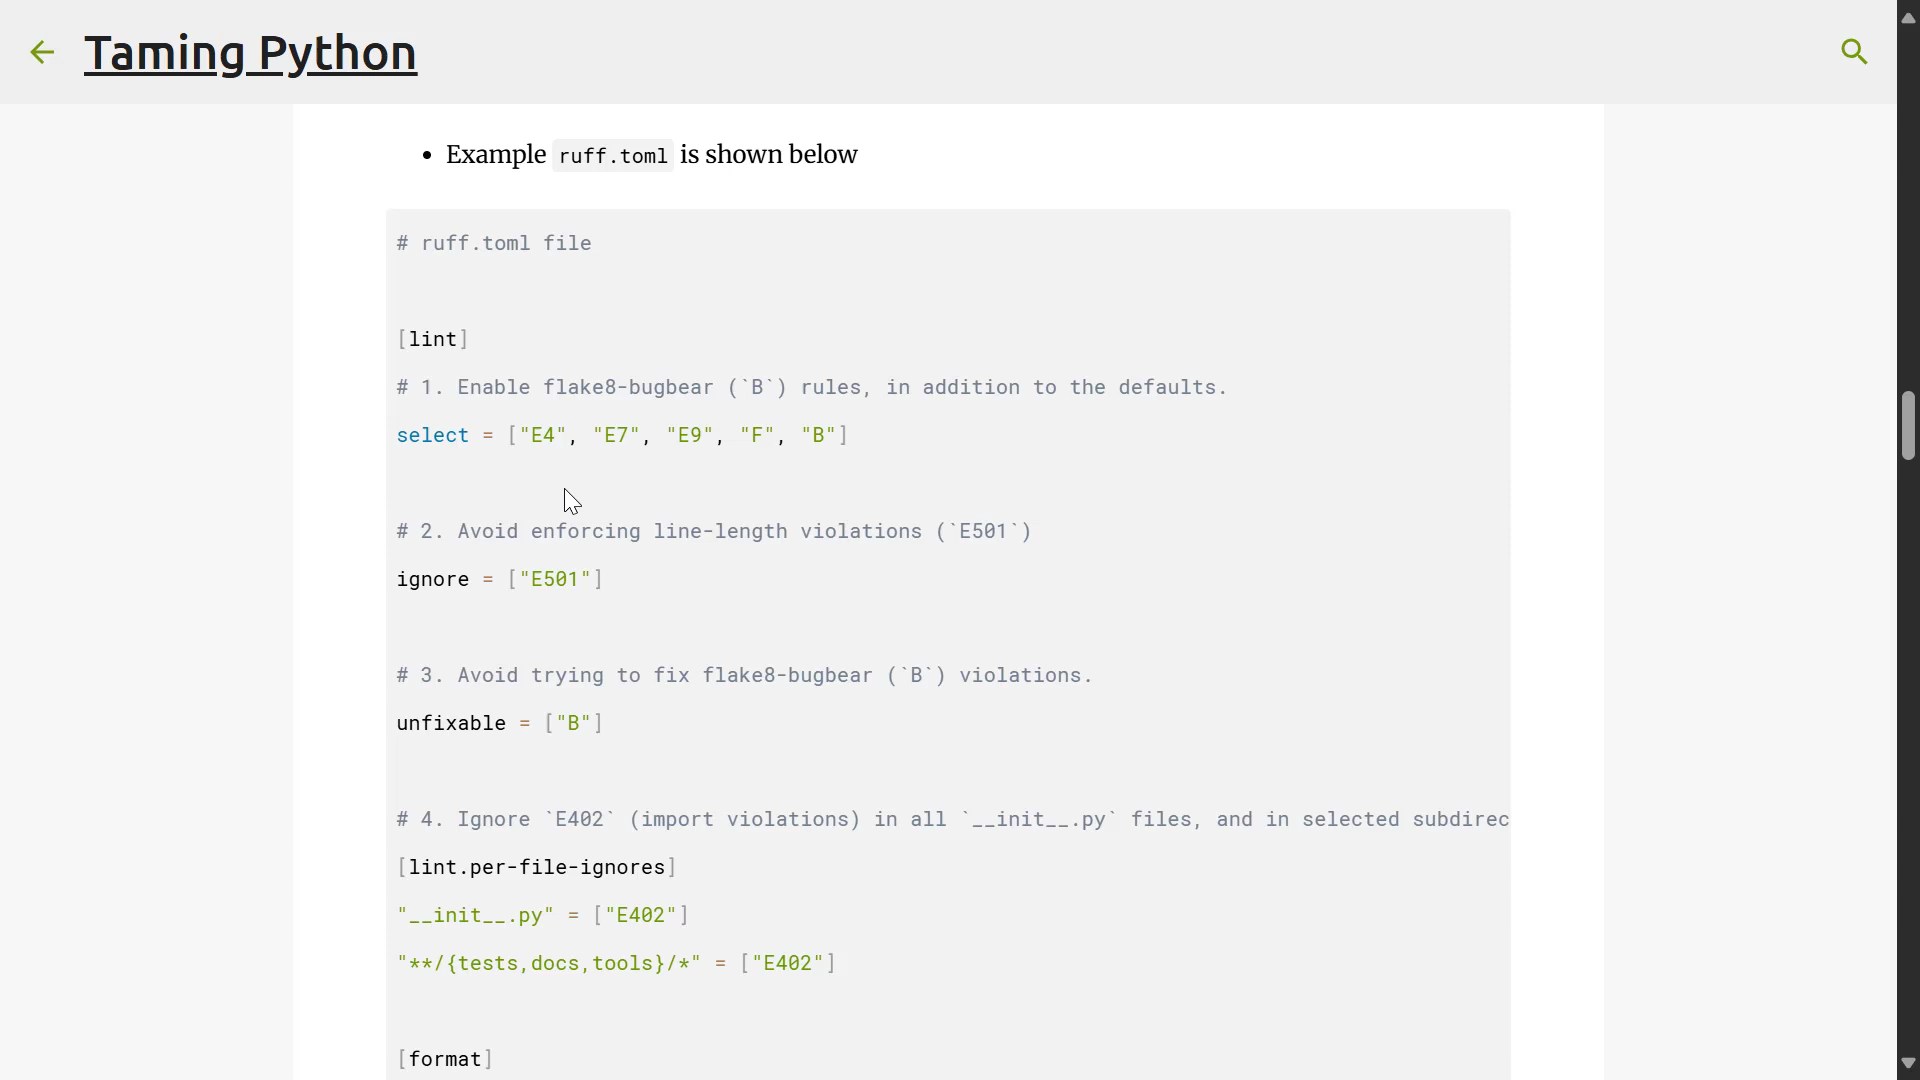 Taming Python
• Example ruff.toml is shown below
# ruff.toml file
[lint]
# 1. Enable flake8-bugbear (`B`) rules, in addition to the defaults.
select = ["E4", "E7", "E9", "F", "B"]
# 2. Avoid enforcing line-length violations (`E501`)
ignore = ["E501"]
# 3. Avoid trying to fix flake8-bugbear (`B`) violations.
unfixable = ["B"]
# 4. Ignore `E402` (import violations) in all `__init__.py` files, and in selected subdirec
[lint.per-file-ignores]
"__init__.py" = ["E402"]
"**/{tests,docs,tools}/*" = ["E402"]
[format]